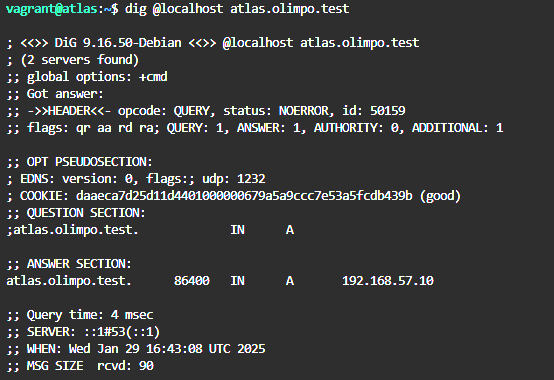 vagrant@atlas:~$ dig @localhost atlas.olimpo.test
; <<>> DiG 9.16.50-Debian <<>> @localhost atlas.olimpo.test
; (2 servers found)
;; global options: +cmd
;; Got answer:
;; ->>HEADER<<- opcode: QUERY, status: NOERROR, id: 50159
;; flags: qr aa rd ra; QUERY: 1, ANSWER: 1, AUTHORITY: 0, ADDITIONAL: 1
;; OPT PSEUDOSECTION:
; EDNS: version: 0, flags:; udp: 1232
; COOKIE: daaeca7d25d11d4401000000679a5a9ccc7e53a5fcdb439b (good)
;; QUESTION SECTION:
;atlas.olimpo.test. IN A
;; ANSWER SECTION:
atlas.olimpo.test. 86400 IN A 192.168.57.10
;; Query time: 4 msec
;; SERVER: ::1#53(::1)
;; WHEN: Wed Jan 29 16:43:08 UTC 2025
;; MSG SIZE rcvd: 90